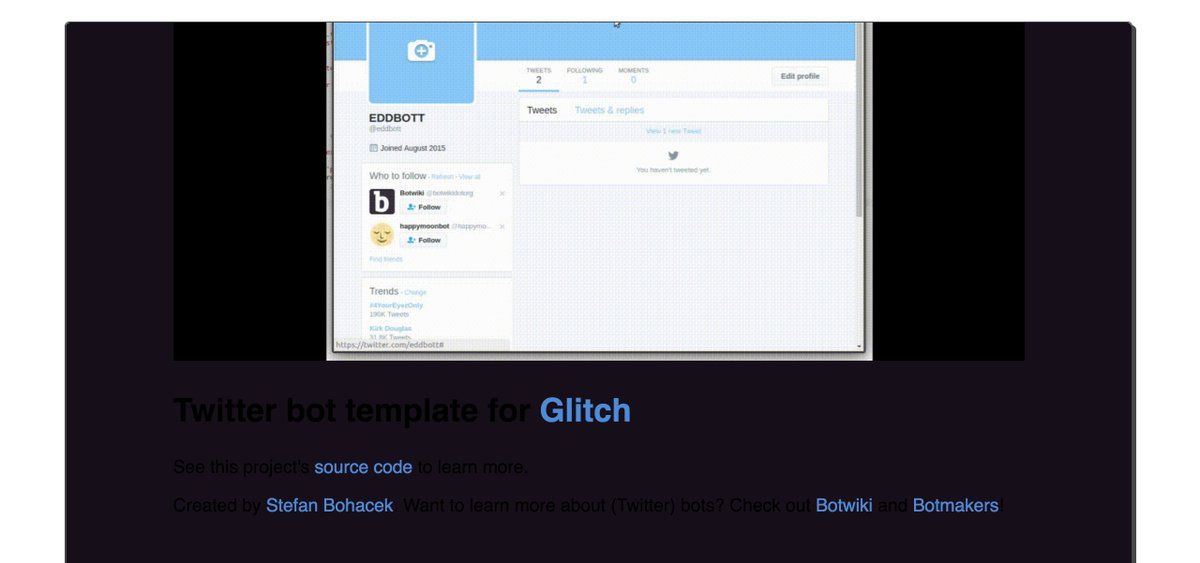 TWEETS FOLLOWING MOMENTS
2 1 0
Edit profile
EDDBOTT
@eddbott
Joined August 2015
Tweets Tweets & replies
View 1 new Tweet
You haven't tweeted yet.
Who to follow · Refresh · View all
b
Botwiki @botwikidotorg ×
Follow
happymoonbot @happymo... ×
Follow
Find friends
Trends · Change
#4YourEyezOnly
190K Tweets
Kirk Douglas
31.8K Tweets
https://twitter.com/eddbott#
Twitter bot template for Glitch
See this project's source code to learn more.
Created by Stefan Bohacek. Want to learn more about (Twitter) bots? Check out Botwiki and Botmakers!